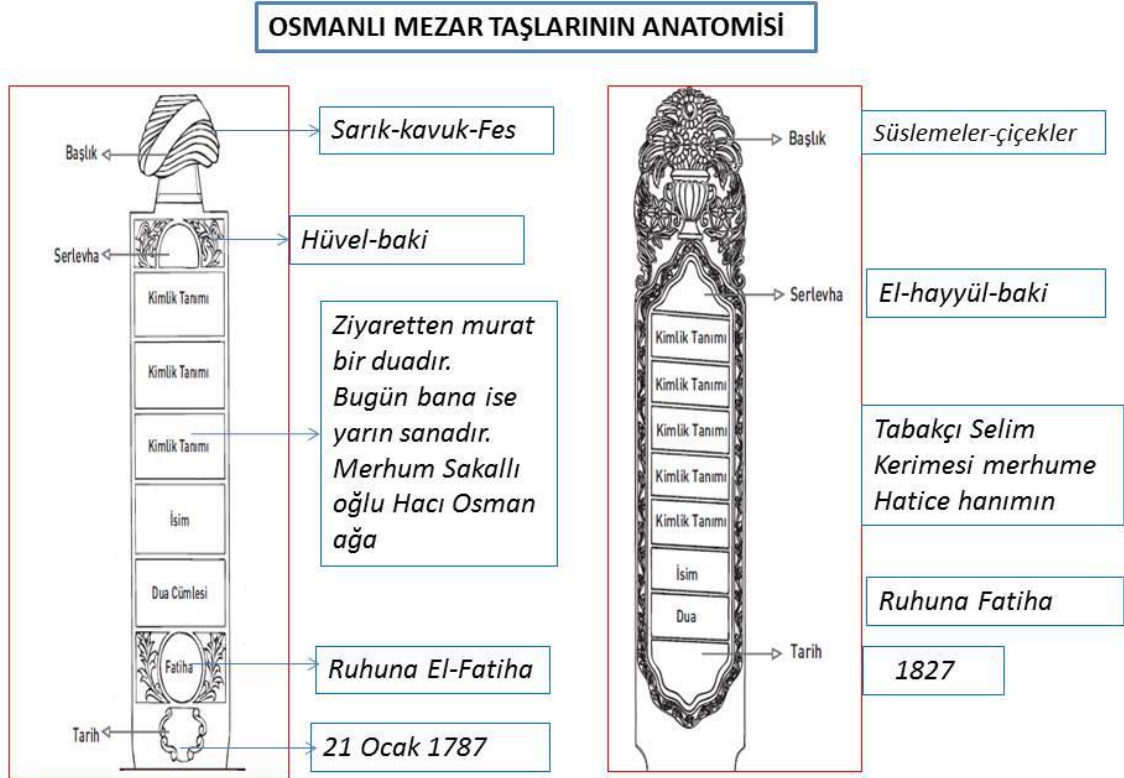 OSMANLI MEZAR TAŞLARININ ANATOMİSİ
Başlık
Sarık-kavuk-Fes
Serlevha
Hüvel-baki
Kimlik Tanımı
Kimlik Tanımı
Kimlik Tanımı
Ziyaretten murat
bir duadır.
Bugün bana ise
yarın sanadır.
Merhum Sakallı
oğlu Hacı Osman
ağa
İsim
Dua Cümlesi
Fatiha
Ruhuna El-Fatiha
Tarih
21 Ocak 1787
Başlık
Süslemeler-çiçekler
Serlevha
El-hayyül-baki
Kimlik Tanımı
Kimlik Tanımı
Kimlik Tanımı
Kimlik Tanımı
Kimlik Tanımı
Tabakçı Selim
Kerimesi merhume
Hatice hanımın
İsim
Dua
Ruhuna Fatiha
Tarih
1827